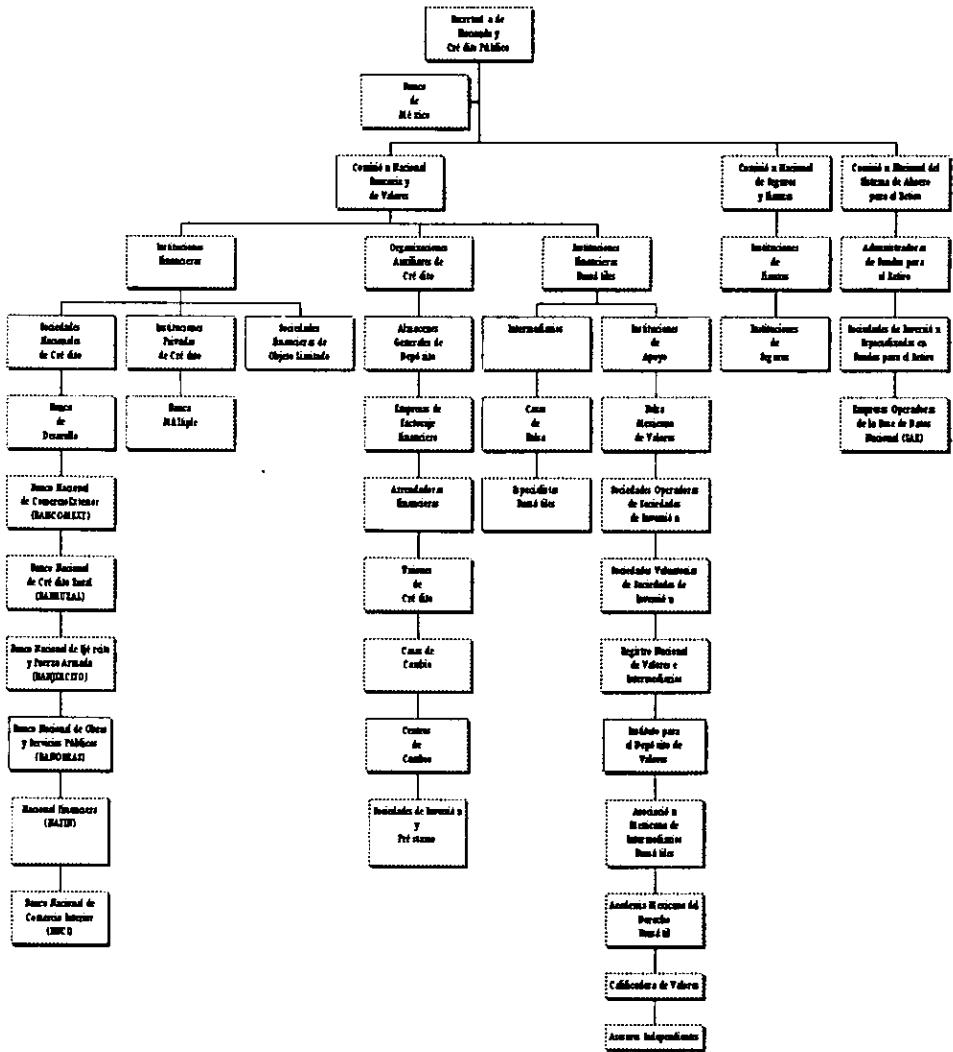 Secretaría de
Hacienda y
Crédito Público
Banco
de
México
Comisión Nacional
Bancaria y
de Valores
Comisión Nacional
de Seguros
y Fianzas
Comisión Nacional del
Sistema de Ahorro
para el Retiro
Instituciones
Financieras
Organizaciones
Auxiliares de
Crédito
Instituciones
Financieras
Bursátiles
Instituciones
de
Fianzas
Administradoras
de Fondos para
el Retiro
Sociedades
Nacionales
de Crédito
Instituciones
Privadas
de Crédito
Sociedades
Financieras de
Objeto Limitado
Almacenes
Generales de
Depósito
Intermediarios
Instituciones
de
Apoyo
Instituciones
de
Seguros
Sociedades de Inversión
Especializadas en
Fondos para el Retiro
Banca
de
Desarrollo
Banca
Múltiple
Empresas de
Factoraje
Financiero
Casas
de
Bolsa
Bolsa
Mexicana
de Valores
Empresas Operadoras
de la Base de Datos
Nacional (SAR)
Banco Nacional
de Comercio Exterior
(BANCOMEXT)
Arrendadoras
Financieras
Especialistas
Bursátiles
Sociedades Operadoras
de Sociedades
de Inversión
Banco Nacional
de Crédito Rural
(BANRURAL)
Uniones
de
Crédito
Sociedades Valuatorias
de Sociedades de
Inversión
Banco Nacional de Ejército
y Fuerza Armada
(BANJERCITO)
Casas de
Cambio
Registro Nacional
de Valores e
Intermediarios
Banco Nacional de Obras
y Servicios Públicos
(BANOBRAS)
Centros
de
Cambios
Instituto para
el Depósito de
Valores
Nacional Financiera
(NAFIN)
Sociedades de Inversión
y
Préstamo
Asociación
Mexicana de
Intermediarios
Bursátiles
Banco Nacional de
Comercio Interior
(BNCI)
Academia Mexicana del
Derecho
Bursátil
Calificadora de Valores
Asesores Independientes